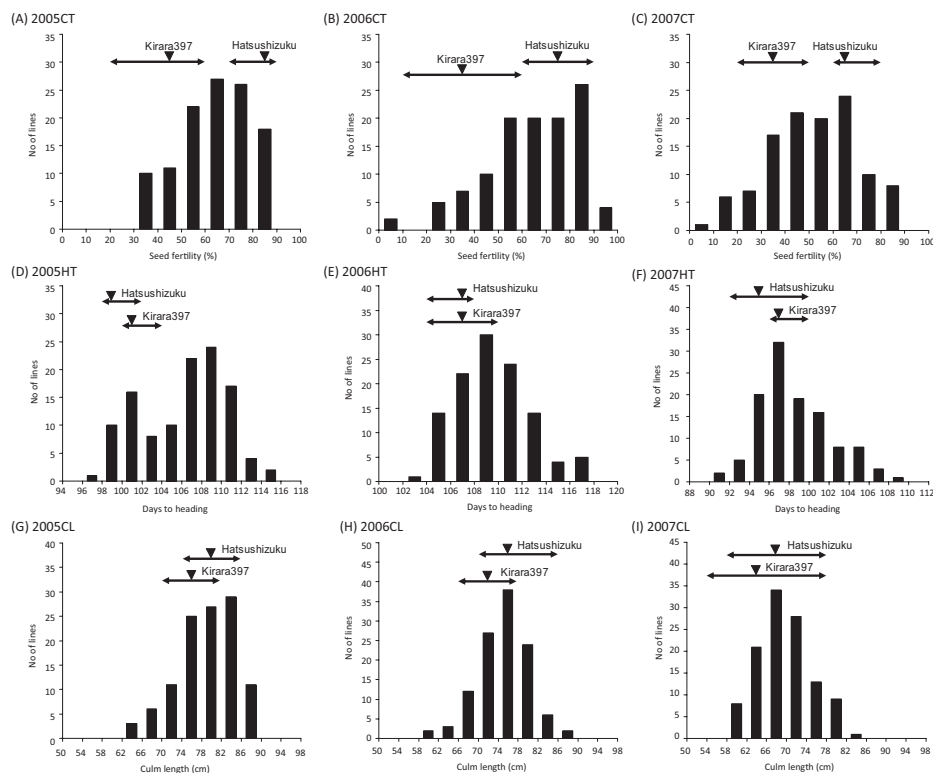 (A) 2005CT
(B) 2006CT
(C) 2007CT
35
30
25
20
15
10
5
0
No of lines
Kirara397
Hatsushizuku
0 10 20 30 40 50 60 70 80 90 100
Seed fertility (%)
35
30
25
20
15
10
5
0
No of lines
Kirara397
Hatsushizuku
0 10 20 30 40 50 60 70 80 90 100
Seed fertility (%)
35
30
25
20
15
10
5
0
No of lines
Kirara397
Hatsushizuku
0 10 20 30 40 50 60 70 80 90 100
Seed fertility (%)
(D) 2005HT
(E) 2006HT
(F) 2007HT
35
30
25
20
15
10
5
0
No of lines
Hatsushizuku
Kirara397
94 96 98 100 102 104 106 108 110 112 114 116 118
Days to heading
40
35
30
25
20
15
10
5
0
No of lines
Hatsushizuku
Kirara397
100 102 104 106 108 110 112 114 116 118 120
Days to heading
45
40
35
30
25
20
15
10
5
0
No of lines
Hatsushizuku
Kirara397
88 90 92 94 96 98 100 102 104 106 108 110 112
Days to heading
(G) 2005CL
(H) 2006CL
(I) 2007CL
40
35
30
25
20
15
10
5
0
No of lines
Hatsushizuku
Kirara397
50 54 58 62 66 70 74 78 82 86 90 94 98
Culm length (cm)
50
45
40
35
30
25
20
15
10
5
0
No of lines
Hatsushizuku
Kirara397
50 54 58 62 66 70 74 78 82 86 90 94 98
Culm length (cm)
45
40
35
30
25
20
15
10
5
0
No of lines
Hatsushizuku
Kirara397
50 54 58 62 66 70 74 78 82 86 90 94 98
Culm length (cm)